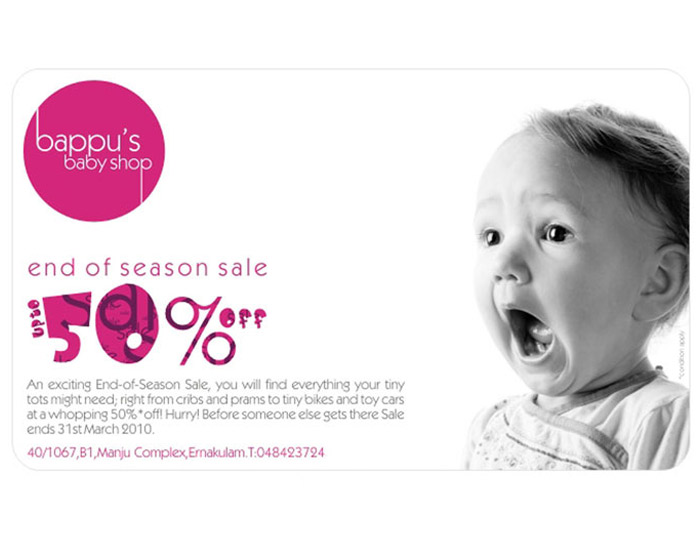 bappu's
baby shop
end of season sale
upto 50% off
An exciting End-of-Season Sale, you will find everything your tiny
tots might need; right from cribs and prams to tiny bikes and toy cars
at a whopping 50%*off! Hurry! Before someone else gets there Sale
ends 31st March 2010.
40/1067,B1,Manju Complex,Ernakulam.T:048423724
*condition apply